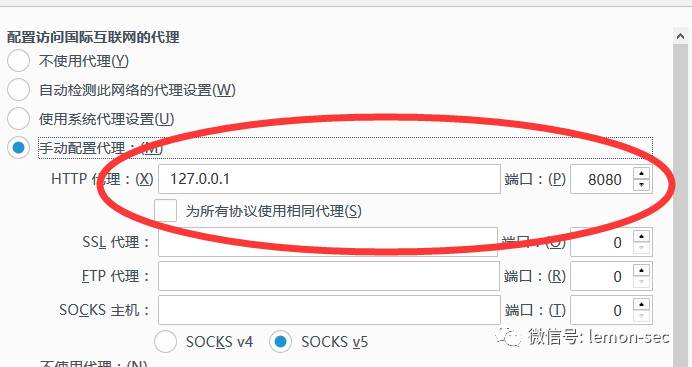 配置访问国际互联网的代理
不使用代理(Y)
自动检测此网络的代理设置(W)
使用系统代理设置(U)
手动配置代理：(M)
HTTP 代理：(X) 127.0.0.1 端口：(P) 8080
为所有协议使用相同代理(S)
SSL 代理： 端口：(O) 0
FTP 代理： 端口：(R) 0
SOCKS 主机： 端口：(T) 0
SOCKS v4 SOCKS v5
微信号: lemon-sec
不使用代理：(N)